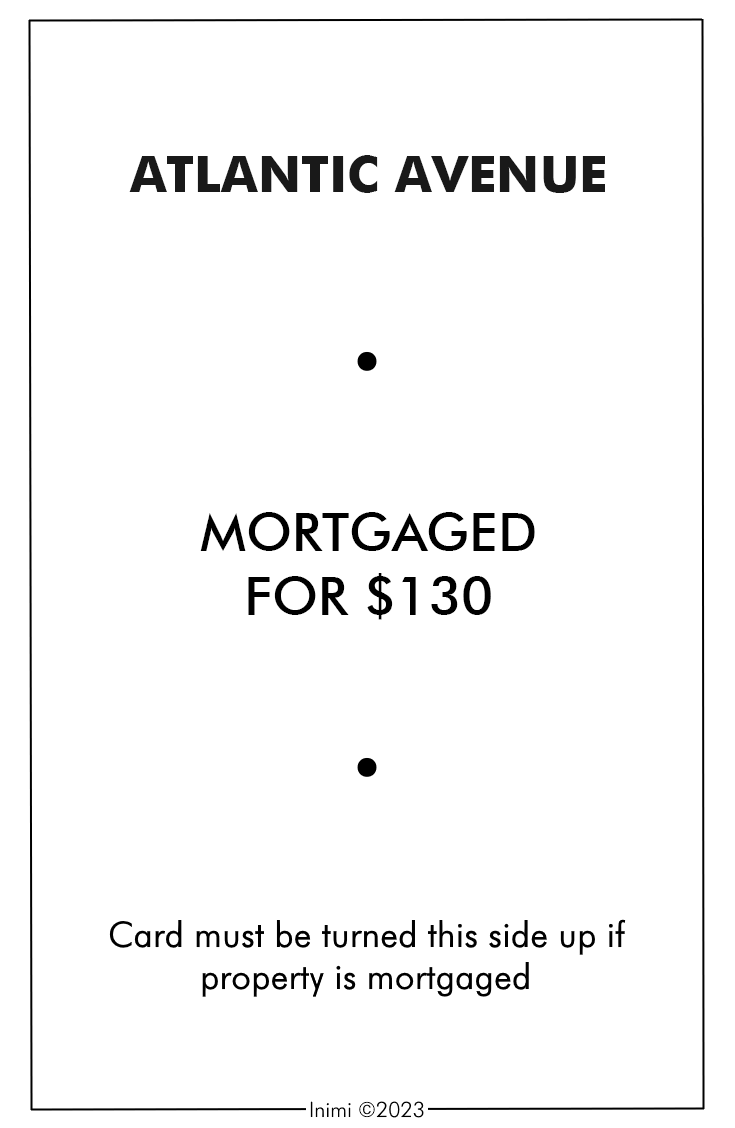 ATLANTIC AVENUE
•
MORTGAGED
FOR $130
•
Card must be turned this side up if
property is mortgaged
Inimi ©2023